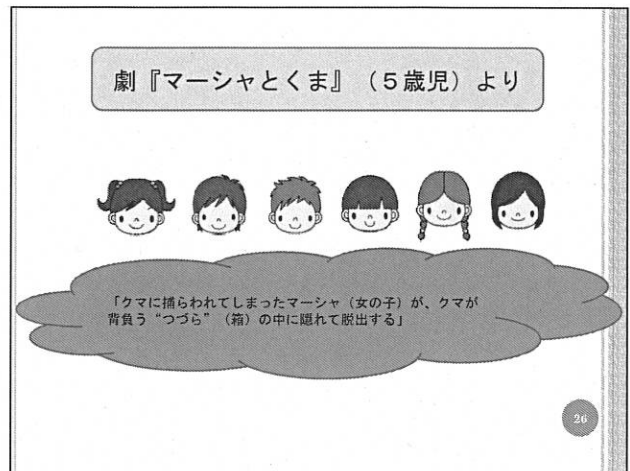 劇『マーシャとくま』（５歳児）より
「クマに捕らわれてしまったマーシャ（女の子）が、クマが
背負う“つづら”（箱）の中に隠れて脱出する」
26